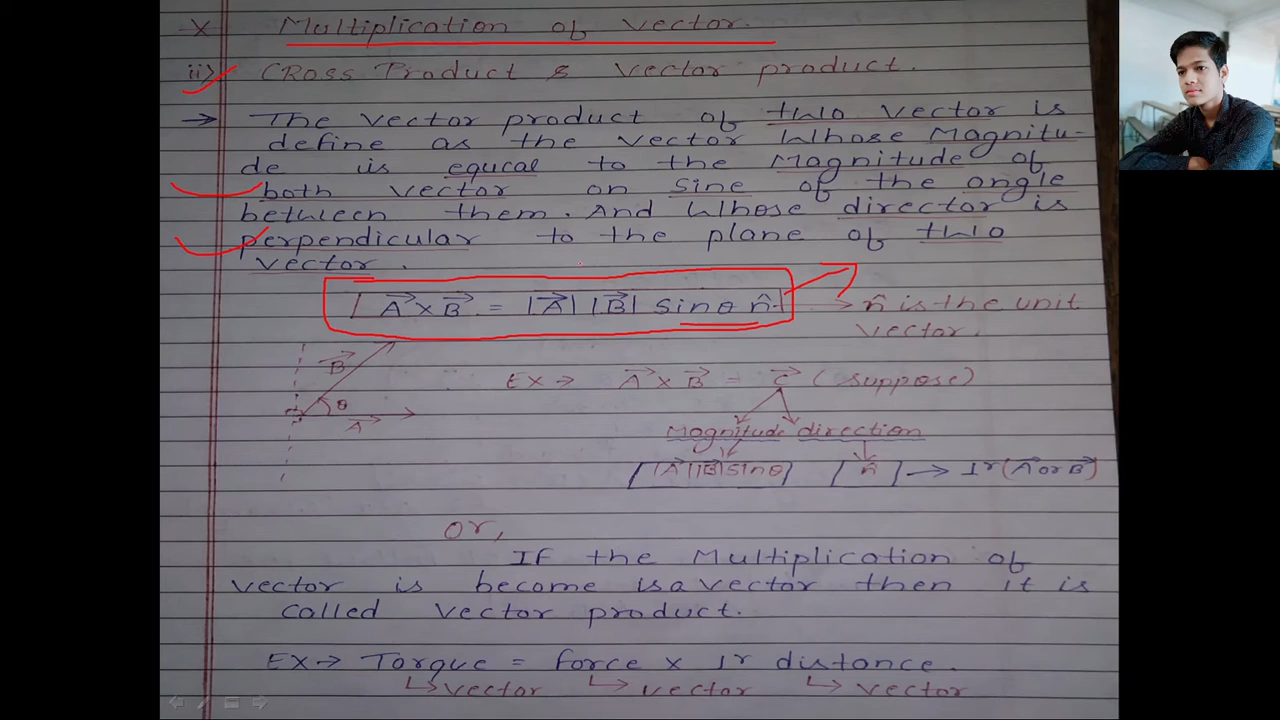 X Multiplication of vector.
ii) Cross Product & vector product.
→ The vector product of two vector is
define as the vector whose Magnitu-
de is equcal to the magnitude of
both vector on sine of the angle
between them. And whose director is
perpendicular to the plane of two
vector.
A⃗ × B⃗ = |A⃗| |B⃗| sinθ n̂ → n̂ is the unit
vector.
B⃗
θ
A⃗
Ex → A⃗ × B⃗ = C⃗ (suppose)
Magnitude direction
|A⃗||B⃗|sinθ n̂ → ⊥r (A⃗ or B⃗)
Or,
If the Multiplication of
vector is become is a vector then it is
called vector product.
Ex → Torque = force × ⊥r distance.
↳ vector ↳ vector ↳ vector